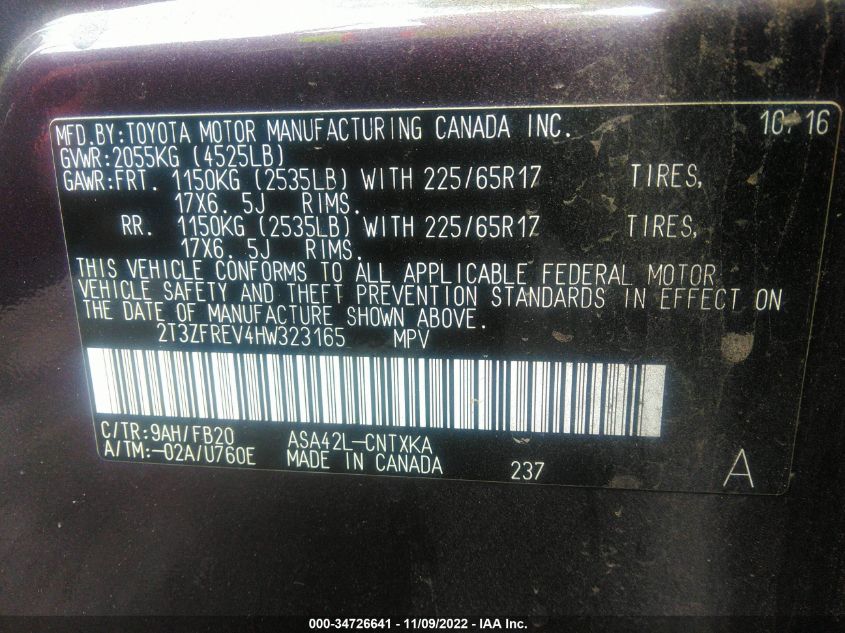 MFD.BY:TOYOTA MOTOR MANUFACTURING CANADA INC. 10/16
GVWR:2055KG (4525LB)
GAWR:FRT. 1150KG (2535LB) WITH 225/65R17 TIRES,
17X6.5J RIMS.
RR. 1150KG (2535LB) WITH 225/65R17 TIRES,
17X6.5J RIMS.
THIS VEHICLE CONFORMS TO ALL APPLICABLE FEDERAL MOTOR
VEHICLE SAFETY AND THEFT PREVENTION STANDARDS IN EFFECT ON
THE DATE OF MANUFACTURE SHOWN ABOVE.
2T3ZFREV4HW323165 MPV
C/TR:9AH/FB20 ASA42L-CNTXKA
A/TM:-02A/U760E MADE IN CANADA 237 A
000-34726641 - 11/09/2022 - IAA Inc.